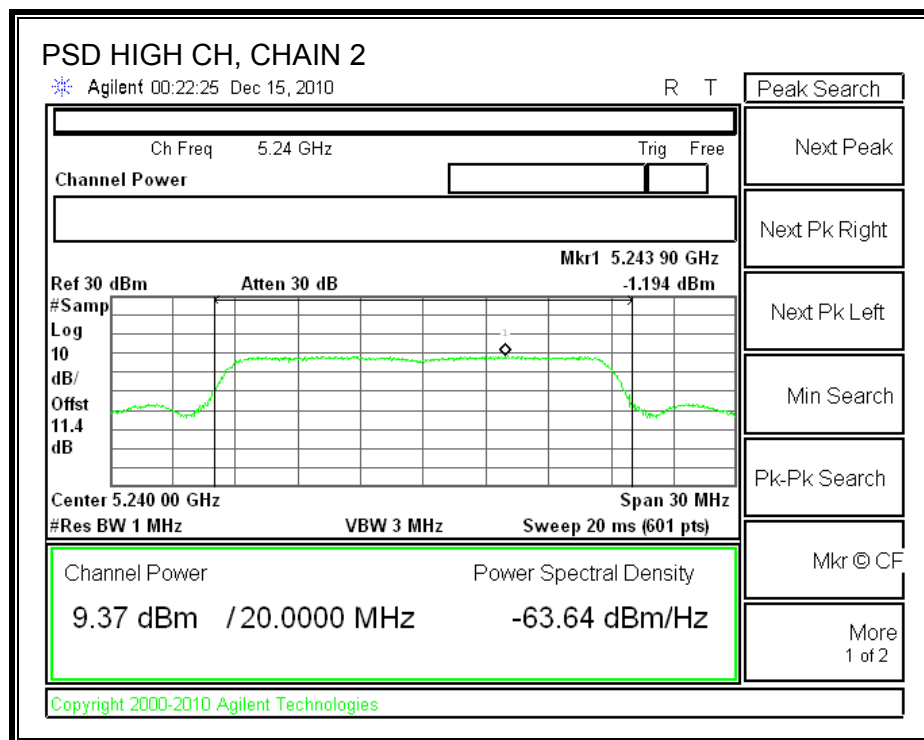 PSD HIGH CH, CHAIN 2
Agilent 00:22:25 Dec 15, 2010 R T
Peak Search
Ch Freq 5.24 GHz Trig Free
Channel Power
Mkr1 5.243 90 GHz
Ref 30 dBm Atten 30 dB -1.194 dBm
#Samp
Log
10
dB/
Offst
11.4
dB
1
Center 5.240 00 GHz Span 30 MHz
#Res BW 1 MHz VBW 3 MHz Sweep 20 ms (601 pts)
Channel Power Power Spectral Density
9.37 dBm / 20.0000 MHz -63.64 dBm/Hz
Next Peak
Next Pk Right
Next Pk Left
Min Search
Pk-Pk Search
Mkr © CF
More
1 of 2
Copyright 2000-2010 Agilent Technologies